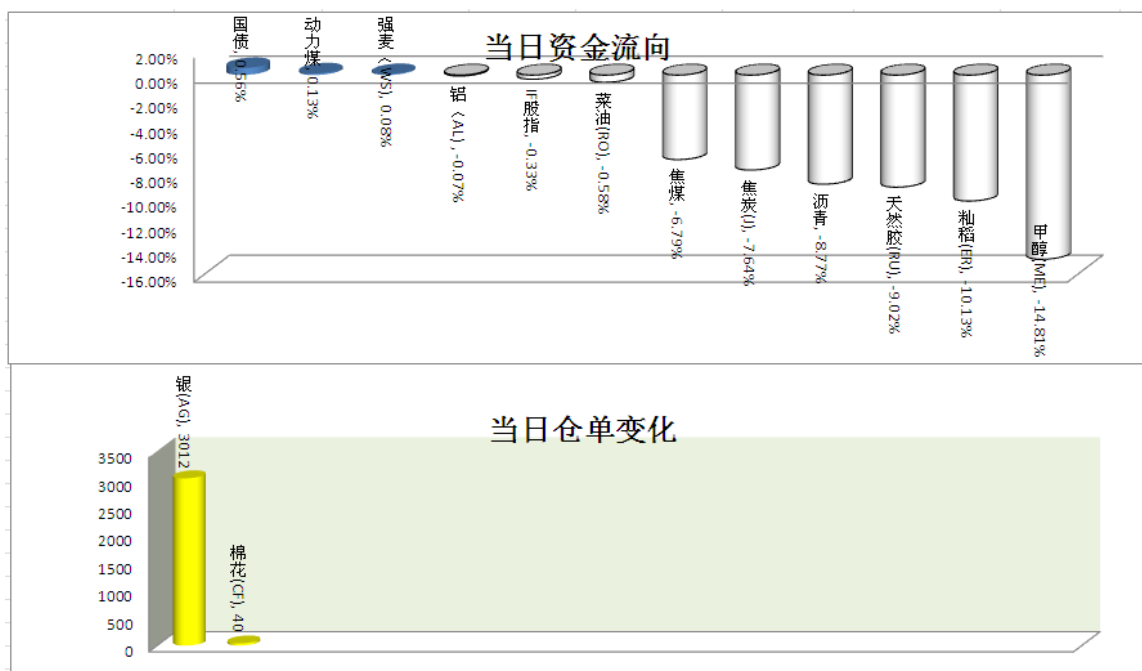 当日资金流向
2.00%
0.00%
-2.00%
-4.00%
-6.00%
-8.00%
-10.00%
-12.00%
-14.00%
-16.00%
国债, 0.56%
动力煤, 0.13%
强麦（WS), 0.08%
铝（AL), -0.07%
IF股指, -0.33%
菜油(RO), -0.58%
焦煤, -6.79%
焦炭(J), -7.64%
沥青, -8.77%
天然胶(RU), -9.02%
籼稻(ER), -10.13%
甲醇(ME), -14.81%
当日仓单变化
3500
3000
2500
2000
1500
1000
500
0
银(AG), 3012
棉花(CF), 40